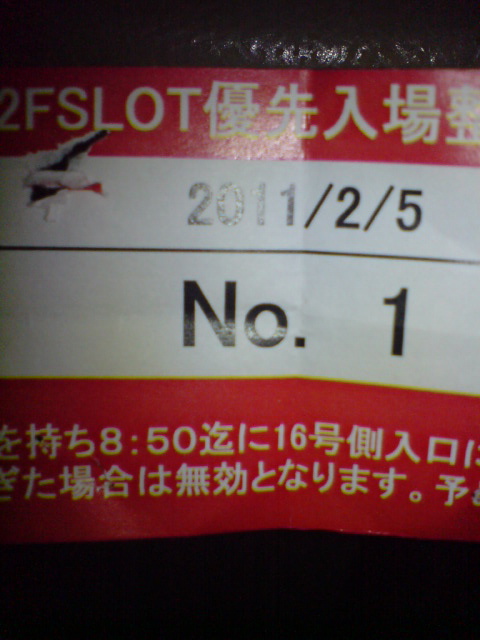 2FSLOT優先入場整
2011/2/5
No. 1
を持ち8:50迄に16号側入口に
ぎた場合は無効となります。予め